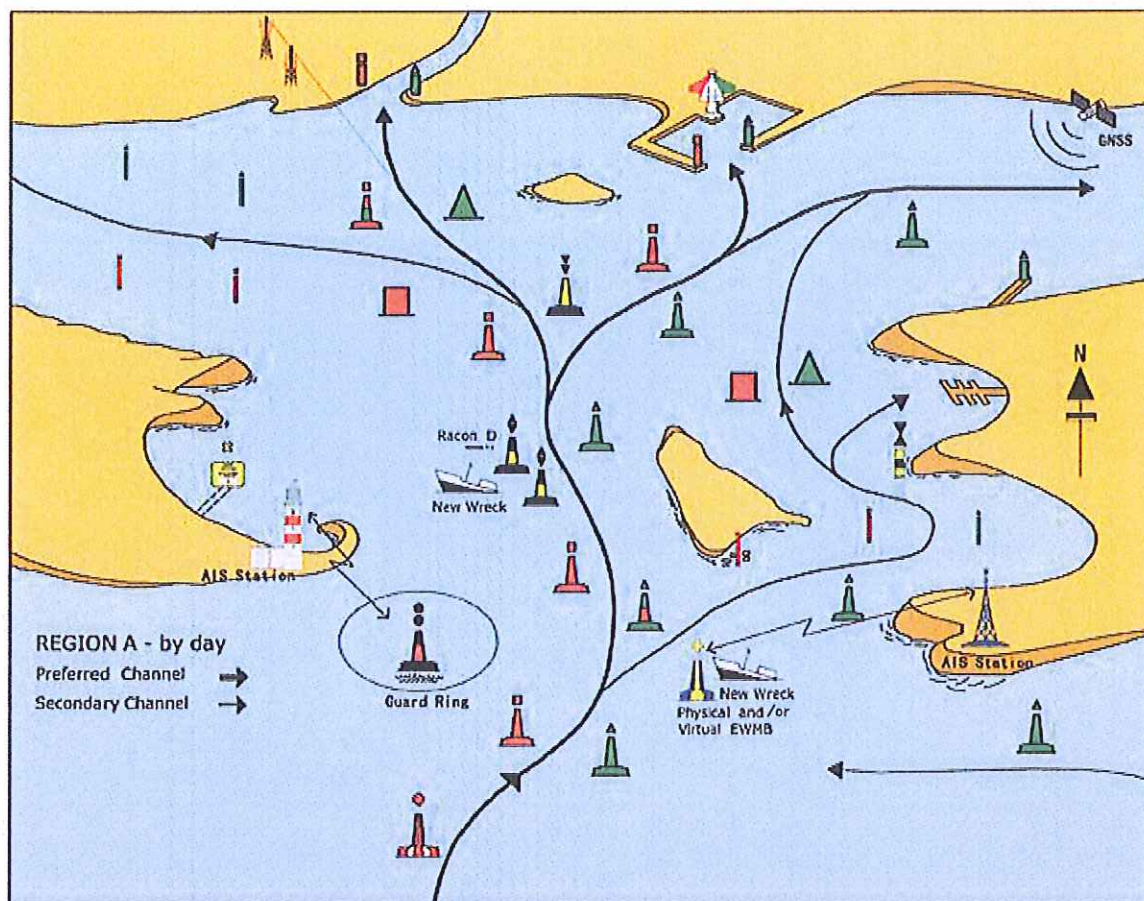 GNSS
N
Racon D
New Wreck
AIS Station
REGION A - by day
Preferred Channel
Secondary Channel
Guard Ring
AIS Station
New Wreck
Physical and/or
Virtual EWMB